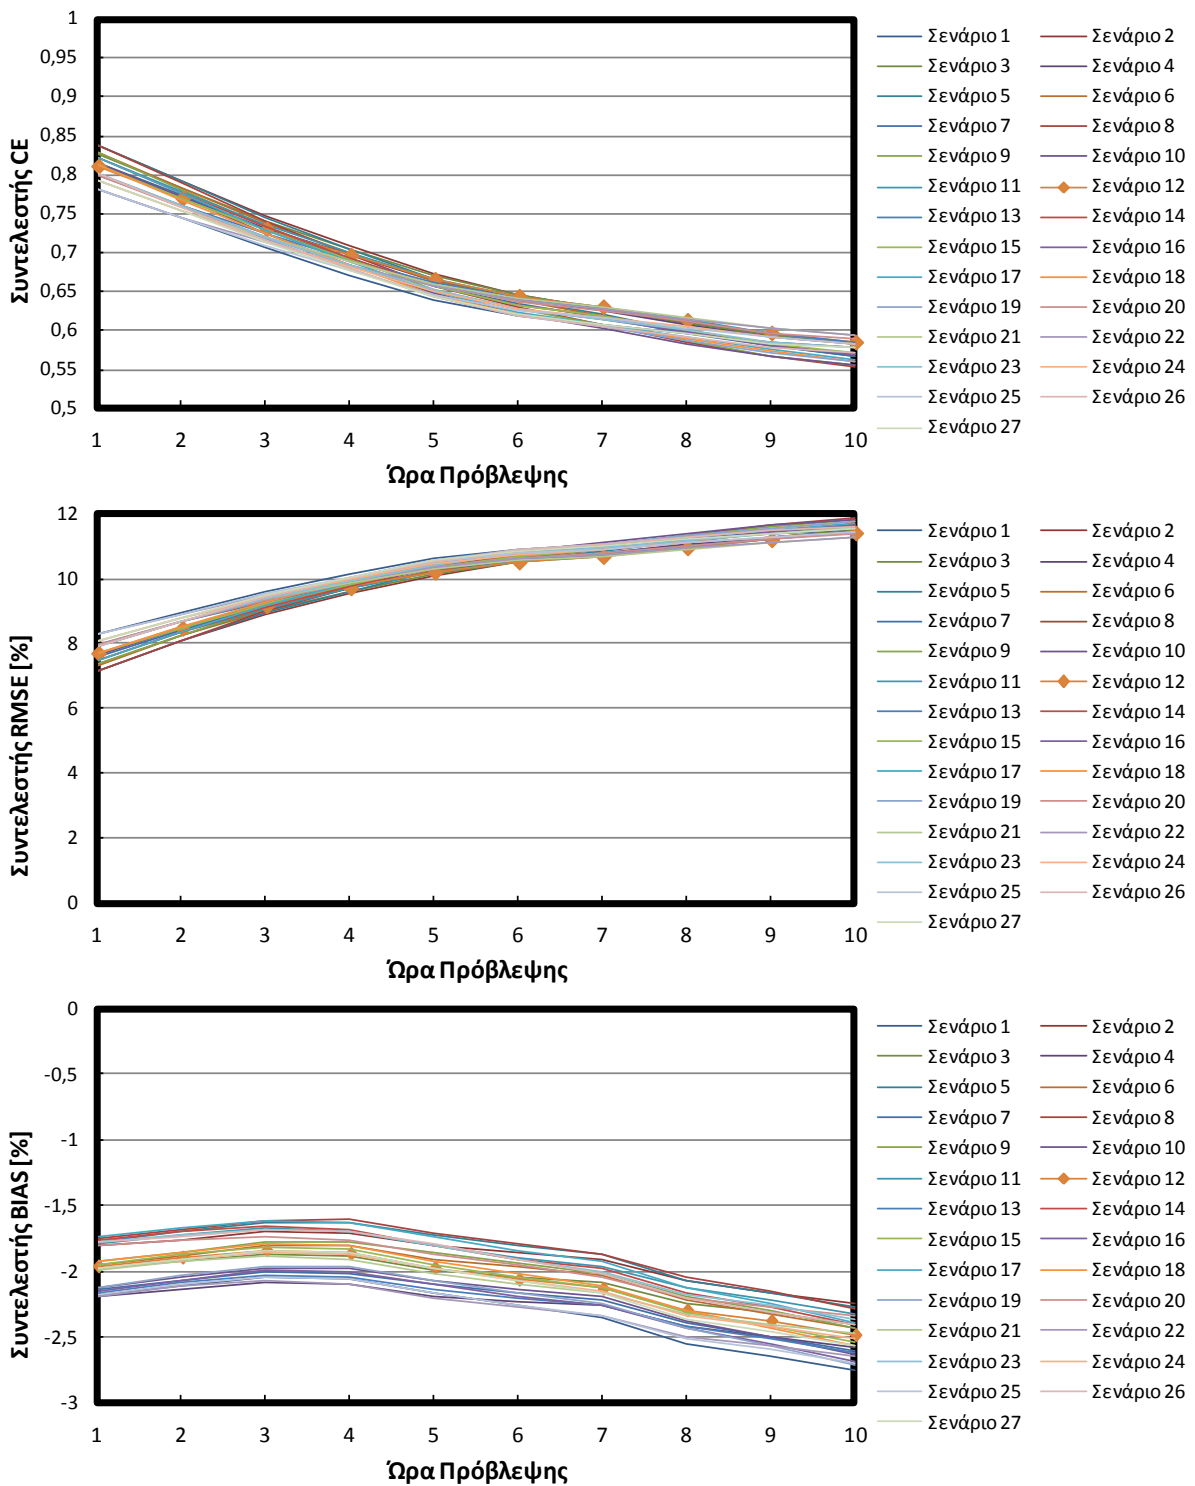 1
0,95
0,9
0,85
0,8
0,75
0,7
0,65
0,6
0,55
0,5
Συντελεστής CE
1 2 3 4 5 6 7 8 9 10
Ώρα Πρόβλεψης
Σενάριο 1 Σενάριο 2
Σενάριο 3 Σενάριο 4
Σενάριο 5 Σενάριο 6
Σενάριο 7 Σενάριο 8
Σενάριο 9 Σενάριο 10
Σενάριο 11 Σενάριο 12
Σενάριο 13 Σενάριο 14
Σενάριο 15 Σενάριο 16
Σενάριο 17 Σενάριο 18
Σενάριο 19 Σενάριο 20
Σενάριο 21 Σενάριο 22
Σενάριο 23 Σενάριο 24
Σενάριο 25 Σενάριο 26
Σενάριο 27
12
10
8
6
4
2
0
Συντελεστής RMSE [%]
1 2 3 4 5 6 7 8 9 10
Ώρα Πρόβλεψης
Σενάριο 1 Σενάριο 2
Σενάριο 3 Σενάριο 4
Σενάριο 5 Σενάριο 6
Σενάριο 7 Σενάριο 8
Σενάριο 9 Σενάριο 10
Σενάριο 11 Σενάριο 12
Σενάριο 13 Σενάριο 14
Σενάριο 15 Σενάριο 16
Σενάριο 17 Σενάριο 18
Σενάριο 19 Σενάριο 20
Σενάριο 21 Σενάριο 22
Σενάριο 23 Σενάριο 24
Σενάριο 25 Σενάριο 26
Σενάριο 27
0
-0,5
-1
-1,5
-2
-2,5
-3
Συντελεστής BIAS [%]
1 2 3 4 5 6 7 8 9 10
Ώρα Πρόβλεψης
Σενάριο 1 Σενάριο 2
Σενάριο 3 Σενάριο 4
Σενάριο 5 Σενάριο 6
Σενάριο 7 Σενάριο 8
Σενάριο 9 Σενάριο 10
Σενάριο 11 Σενάριο 12
Σενάριο 13 Σενάριο 14
Σενάριο 15 Σενάριο 16
Σενάριο 17 Σενάριο 18
Σενάριο 19 Σενάριο 20
Σενάριο 21 Σενάριο 22
Σενάριο 23 Σενάριο 24
Σενάριο 25 Σενάριο 26
Σενάριο 27